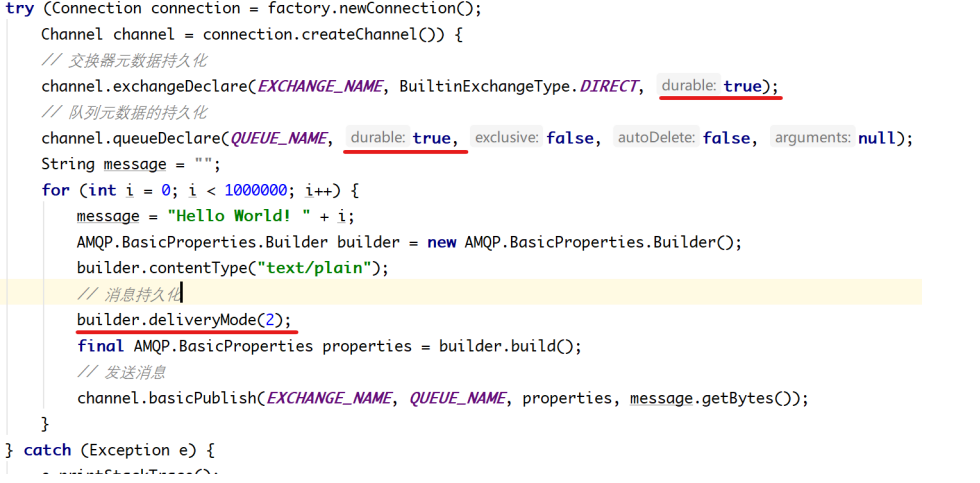 try (Connection connection = factory.newConnection();
Channel channel = connection.createChannel()) {
// 交换器元数据持久化
channel.exchangeDeclare(EXCHANGE_NAME, BuiltinExchangeType.DIRECT, durable: true);
// 队列元数据的持久化
channel.queueDeclare(QUEUE_NAME, durable: true, exclusive: false, autoDelete: false, arguments: null);
String message = "";
for (int i = 0; i < 1000000; i++) {
message = "Hello World! " + i;
AMQP.BasicProperties.Builder builder = new AMQP.BasicProperties.Builder();
builder.contentType("text/plain");
// 消息持久化
builder.deliveryMode(2);
final AMQP.BasicProperties properties = builder.build();
// 发送消息
channel.basicPublish(EXCHANGE_NAME, QUEUE_NAME, properties, message.getBytes());
}
} catch (Exception e) {